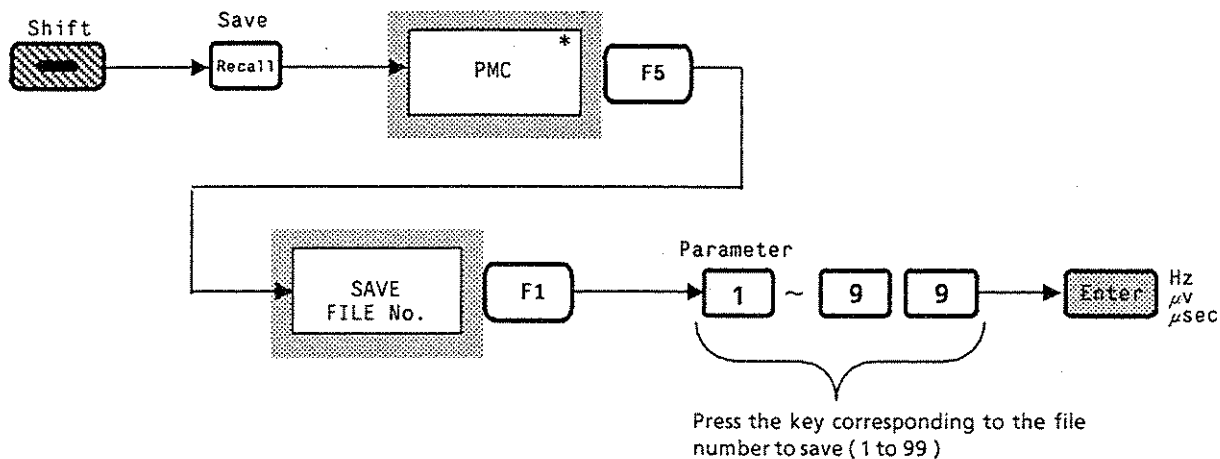 Shift
Save
Recall
PMC *
F5
SAVE
FILE No.
F1
Parameter
1 ~ 9 9
Enter
Hz
μv
μsec
Press the key corresponding to the file
number to save ( 1 to 99 )